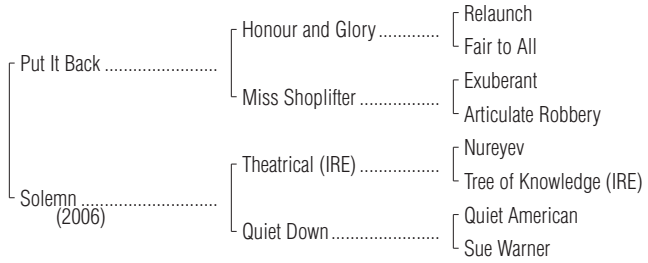 Relaunch
Honour and Glory .............
Fair to All
Put It Back ........................
Exuberant
Miss Shoplifter .................
Articulate Robbery
Nureyev
Theatrical (IRE) .................
Tree of Knowledge (IRE)
Solemn .............................
(2006)
Quiet American
Quiet Down .......................
Sue Warner